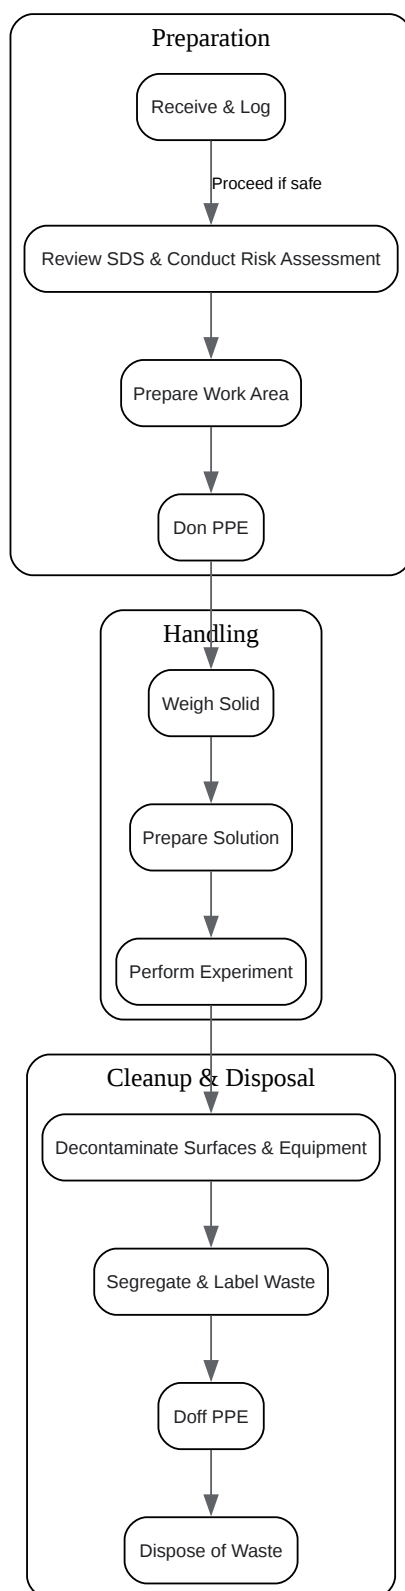 Preparation
Receive & Log
Proceed if safe
Review SDS & Conduct Risk Assessment
Prepare Work Area
Don PPE
Handling
Weigh Solid
Prepare Solution
Perform Experiment
Cleanup & Disposal
Decontaminate Surfaces & Equipment
Segregate & Label Waste
Doff PPE
Dispose of Waste